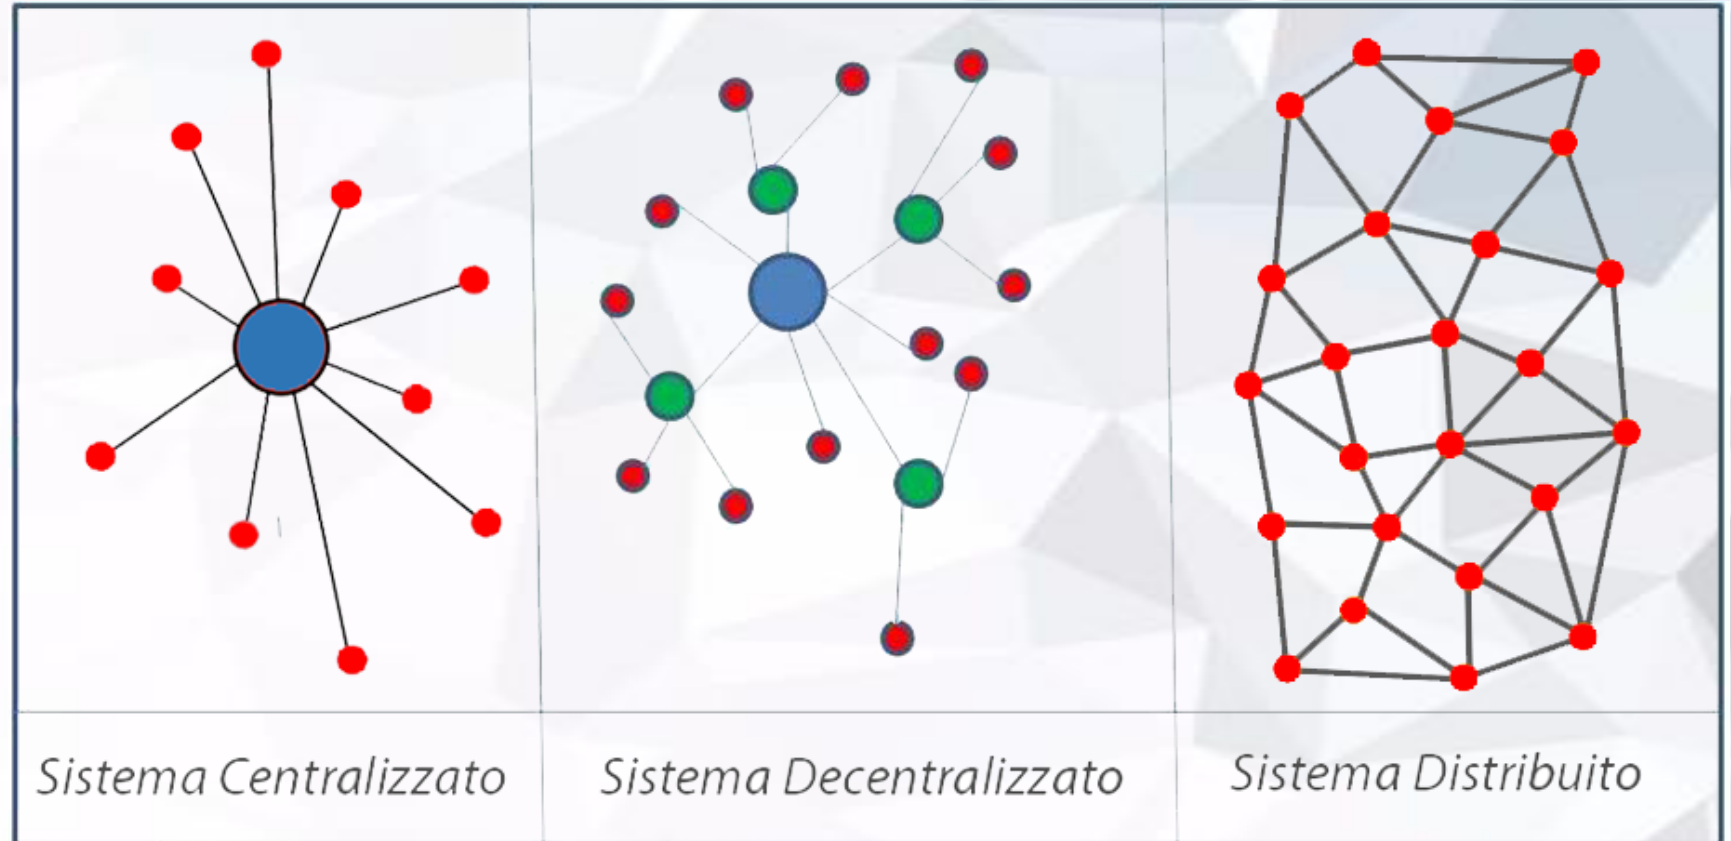 Sistema Centralizzato
Sistema Decentralizzato
Sistema Distribuito